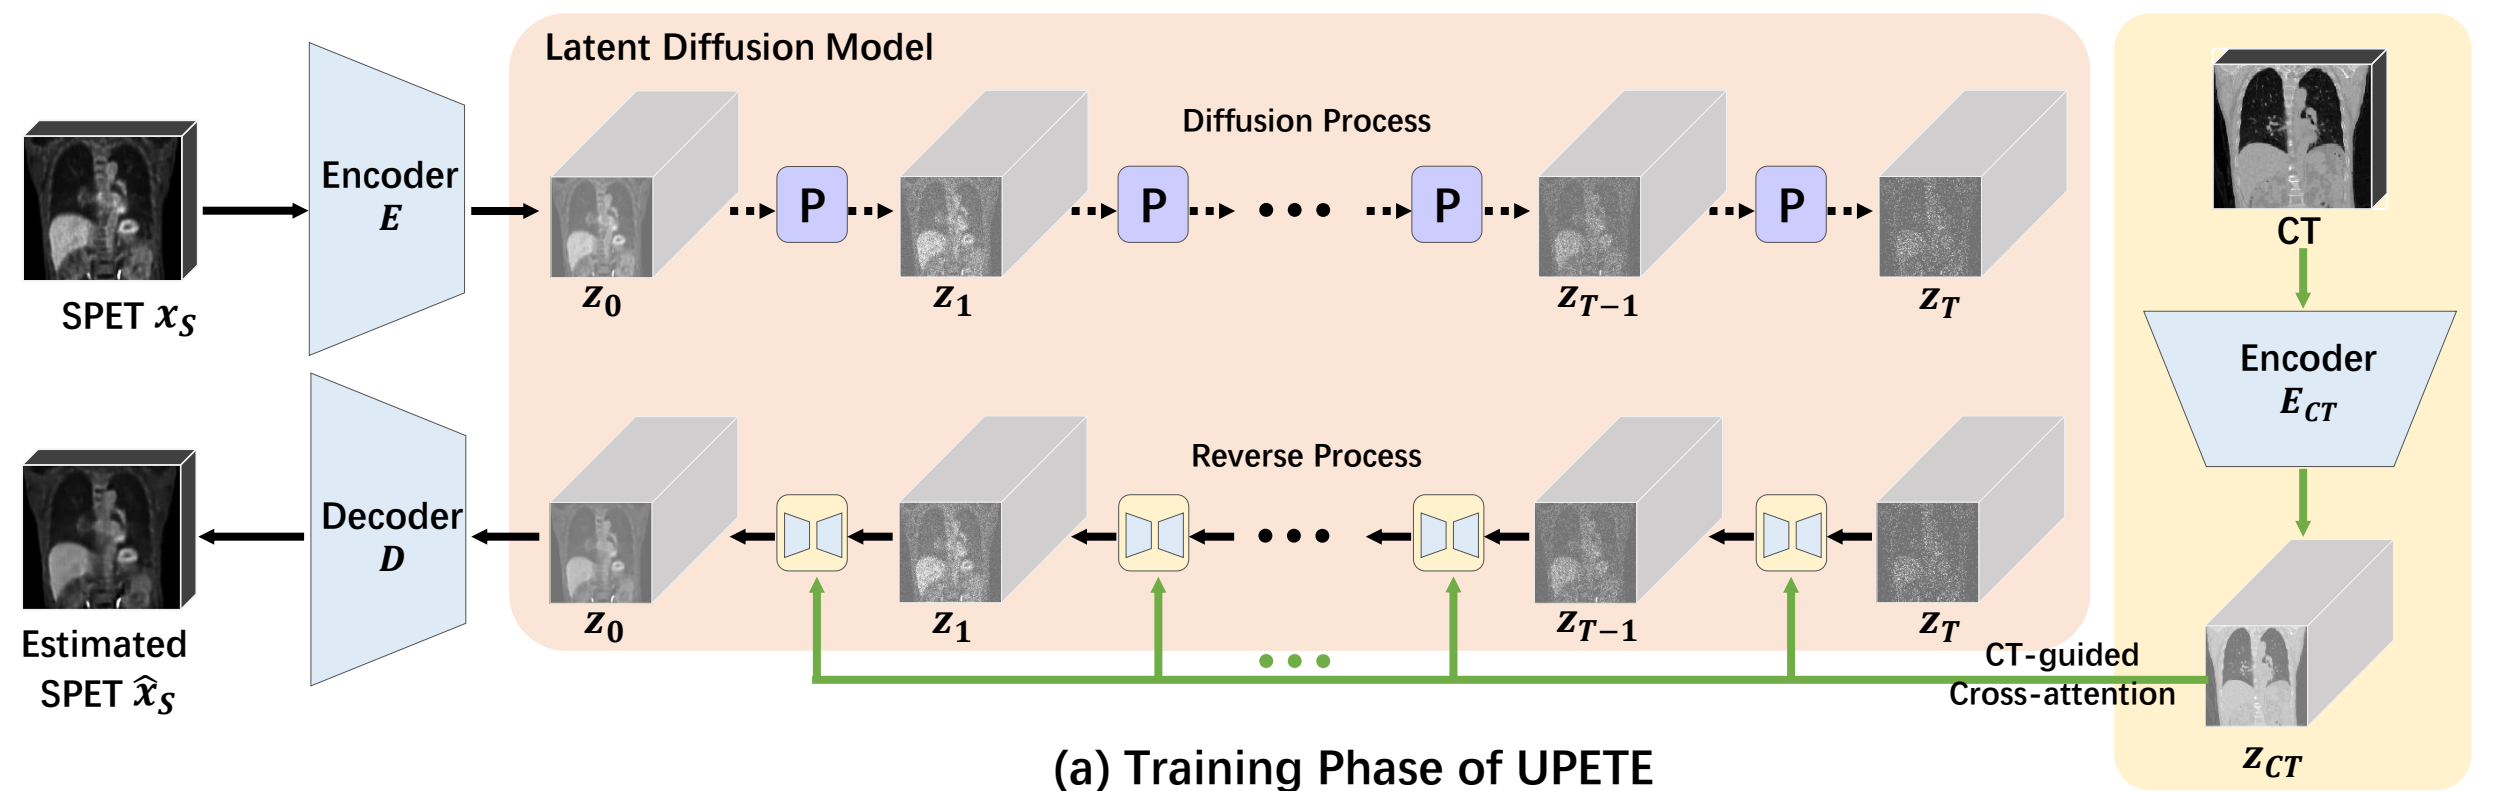 Latent Diffusion Model
Encoder
E
SPET x_S
z_0
P
z_1
Diffusion Process
P
P
z_{T-1}
P
z_T
CT
Encoder
E_{CT}
z_{CT}
Reverse Process
Decoder
D
Estimated
SPET x̂_S
z_0
z_1
z_{T-1}
z_T
CT-guided
Cross-attention
(a) Training Phase of UPETE